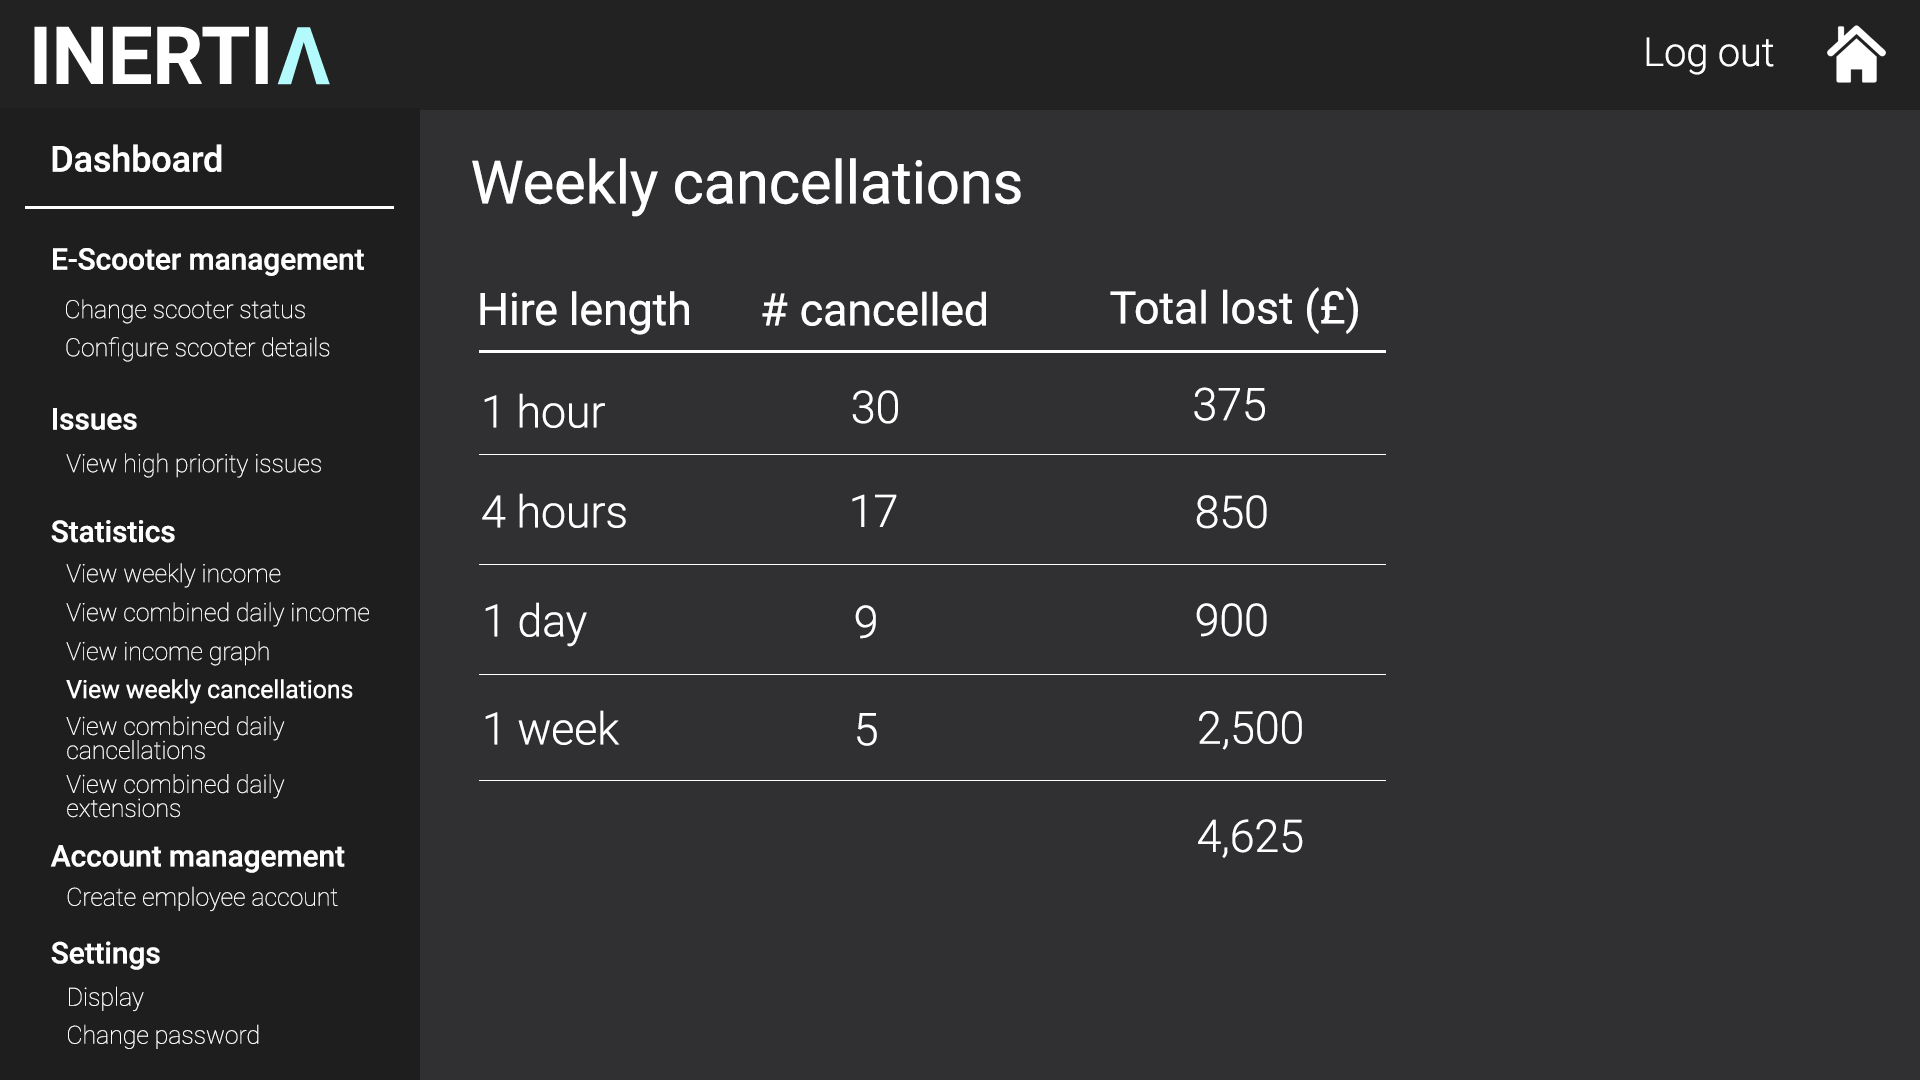 INERTIΛ
Log out
Dashboard
E-Scooter management
Change scooter status
Configure scooter details
Issues
View high priority issues
Statistics
View weekly income
View combined daily income
View income graph
View weekly cancellations
View combined daily
cancellations
View combined daily
extensions
Account management
Create employee account
Settings
Display
Change password
Weekly cancellations
Hire length # cancelled Total lost (£)
1 hour 30 375
4 hours 17 850
1 day 9 900
1 week 5 2,500
4,625